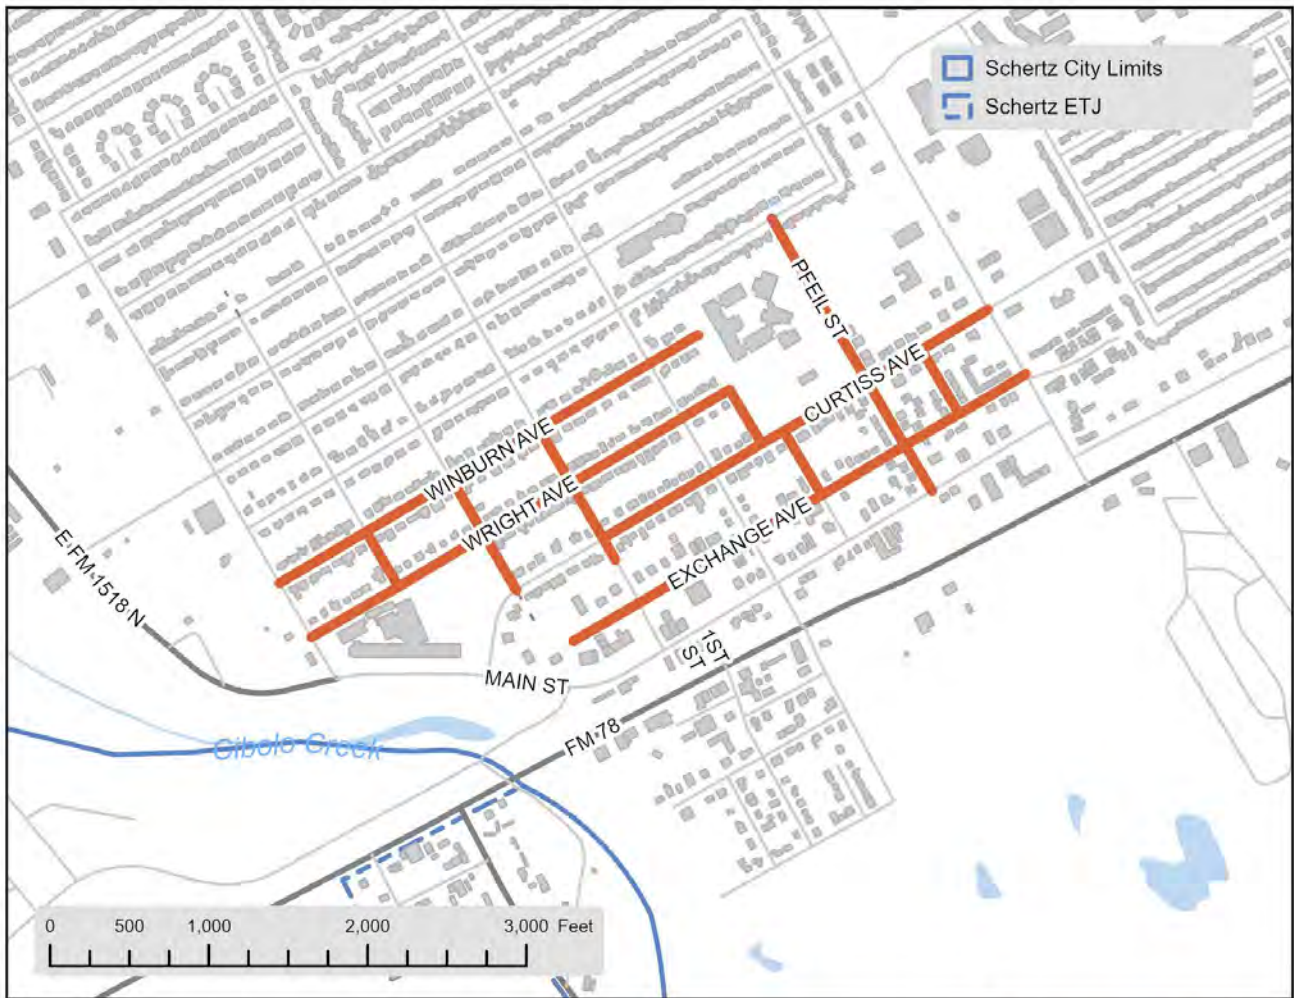 Schertz City Limits
Schertz ETJ
PFEIL ST
CURTISS AVE
WINBURN AVE
WRIGHT AVE
EXCHANGE AVE
E FM 1518 N
1ST
ST
MAIN ST
FM 78
Cibolo Creek
0 500 1,000 2,000 3,000 Feet